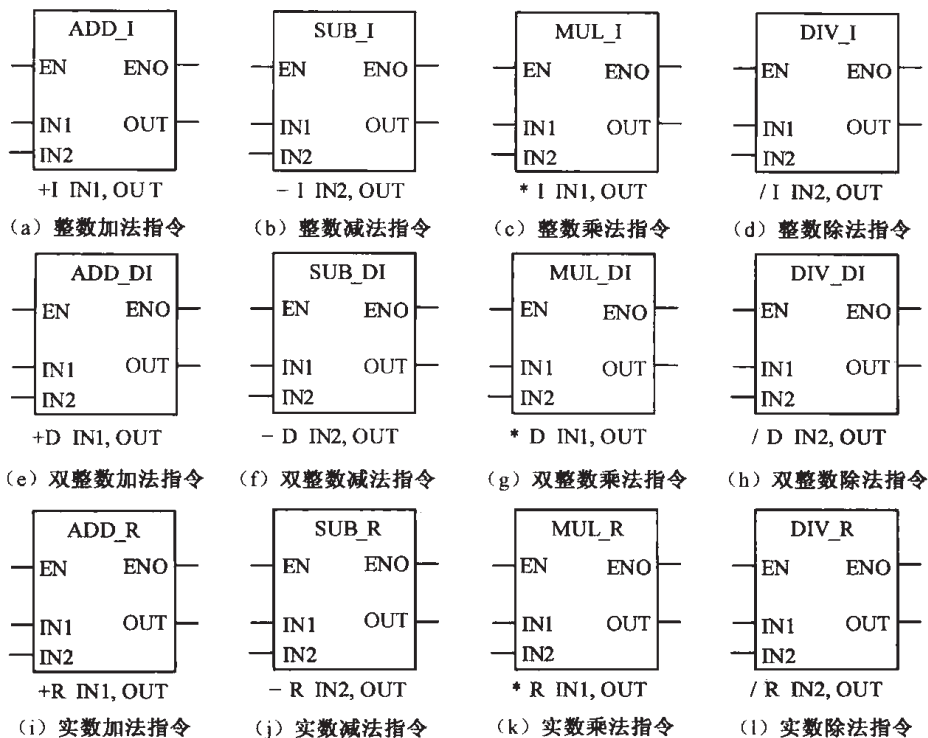 ADD_I SUB_I MUL_I DIV_I
EN ENO EN ENO EN ENO EN ENO
IN1 OUT IN1 OUT IN1 OUT IN1 OUT
IN2 IN2 IN2 IN2
+I IN1, OUT − I IN2, OUT * I IN1, OUT / I IN2, OUT
(a) 整数加法指令 (b) 整数减法指令 (c) 整数乘法指令 (d) 整数除法指令
ADD_DI SUB_DI MUL_DI DIV_DI
EN ENO EN ENO EN ENO EN ENO
IN1 OUT IN1 OUT IN1 OUT IN1 OUT
IN2 IN2 IN2 IN2
+D IN1, OUT − D IN2, OUT * D IN1, OUT / D IN2, OUT
(e) 双整数加法指令 (f) 双整数减法指令 (g) 双整数乘法指令 (h) 双整数除法指令
ADD_R SUB_R MUL_R DIV_R
EN ENO EN ENO EN ENO EN ENO
IN1 OUT IN1 OUT IN1 OUT IN1 OUT
IN2 IN2 IN2 IN2
+R IN1, OUT − R IN2, OUT * R IN1, OUT / R IN2, OUT
(i) 实数加法指令 (j) 实数减法指令 (k) 实数乘法指令 (l) 实数除法指令